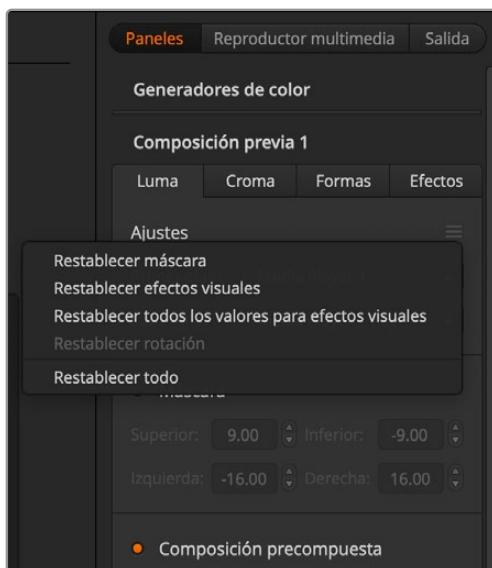 Paneles Reproductor multimedia Salida
Generadores de color
Composición previa 1
Luma Croma Formas Efectos
Ajustes
Restablecer máscara
Restablecer efectos visuales
Restablecer todos los valores para efectos visuales
Restablecer rotación
Restablecer todo
Máscara
Superior: 9.00 Inferior: -9.00
Izquierda: -16.00 Derecha: 16.00
Composición precompuesta